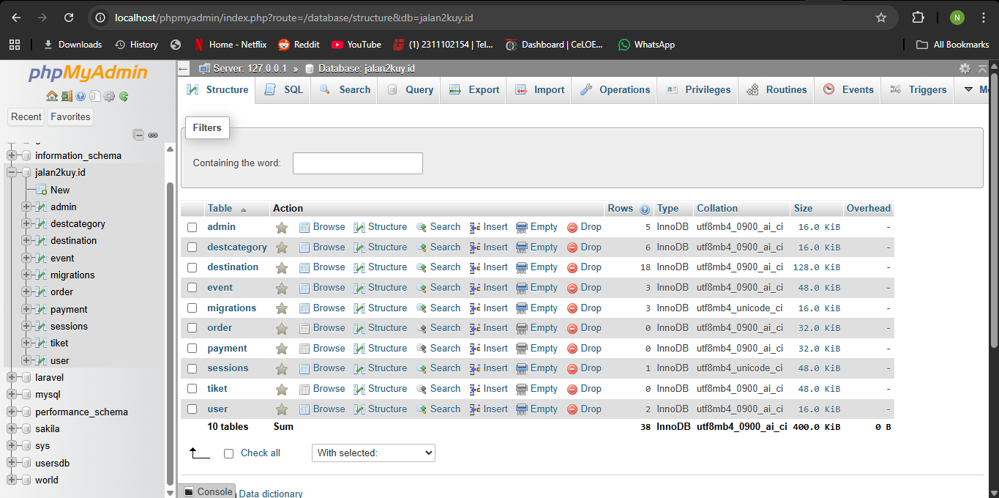 localhost/phpmyadmin/index.php?route=/database/structure&db=jalan2kuy.id
N
Downloads History Home - Netflix Reddit YouTube (1) 2311102154 | Tel... Dashboard | CeLOE... WhatsApp All Bookmarks
phpMyAdmin
Recent Favorites
information_schema
jalan2kuy.id
New
admin
destcategory
destination
event
migrations
order
payment
sessions
tiket
user
laravel
mysql
performance_schema
sakila
sys
usersdb
world
Server: 127.0.0.1 » Database: jalan2kuy.id
Structure SQL Search Query Export Import Operations Privileges Routines Events Triggers
Filters
Containing the word:
Table Action Rows Type Collation Size Overhead
admin Browse Structure Search Insert Empty Drop 5 InnoDB utf8mb4_0900_ai_ci 16.0 KiB -
destcategory Browse Structure Search Insert Empty Drop 6 InnoDB utf8mb4_0900_ai_ci 16.0 KiB -
destination Browse Structure Search Insert Empty Drop 18 InnoDB utf8mb4_0900_ai_ci 128.0 KiB -
event Browse Structure Search Insert Empty Drop 3 InnoDB utf8mb4_0900_ai_ci 48.0 KiB -
migrations Browse Structure Search Insert Empty Drop 3 InnoDB utf8mb4_unicode_ci 16.0 KiB -
order Browse Structure Search Insert Empty Drop 0 InnoDB utf8mb4_0900_ai_ci 32.0 KiB -
payment Browse Structure Search Insert Empty Drop 0 InnoDB utf8mb4_0900_ai_ci 32.0 KiB -
sessions Browse Structure Search Insert Empty Drop 1 InnoDB utf8mb4_unicode_ci 48.0 KiB -
tiket Browse Structure Search Insert Empty Drop 0 InnoDB utf8mb4_0900_ai_ci 48.0 KiB -
user Browse Structure Search Insert Empty Drop 2 InnoDB utf8mb4_0900_ai_ci 16.0 KiB -
10 tables Sum 38 InnoDB utf8mb4_0900_ai_ci 400.0 KiB 0 B
Check all With selected:
Console Data dictionary